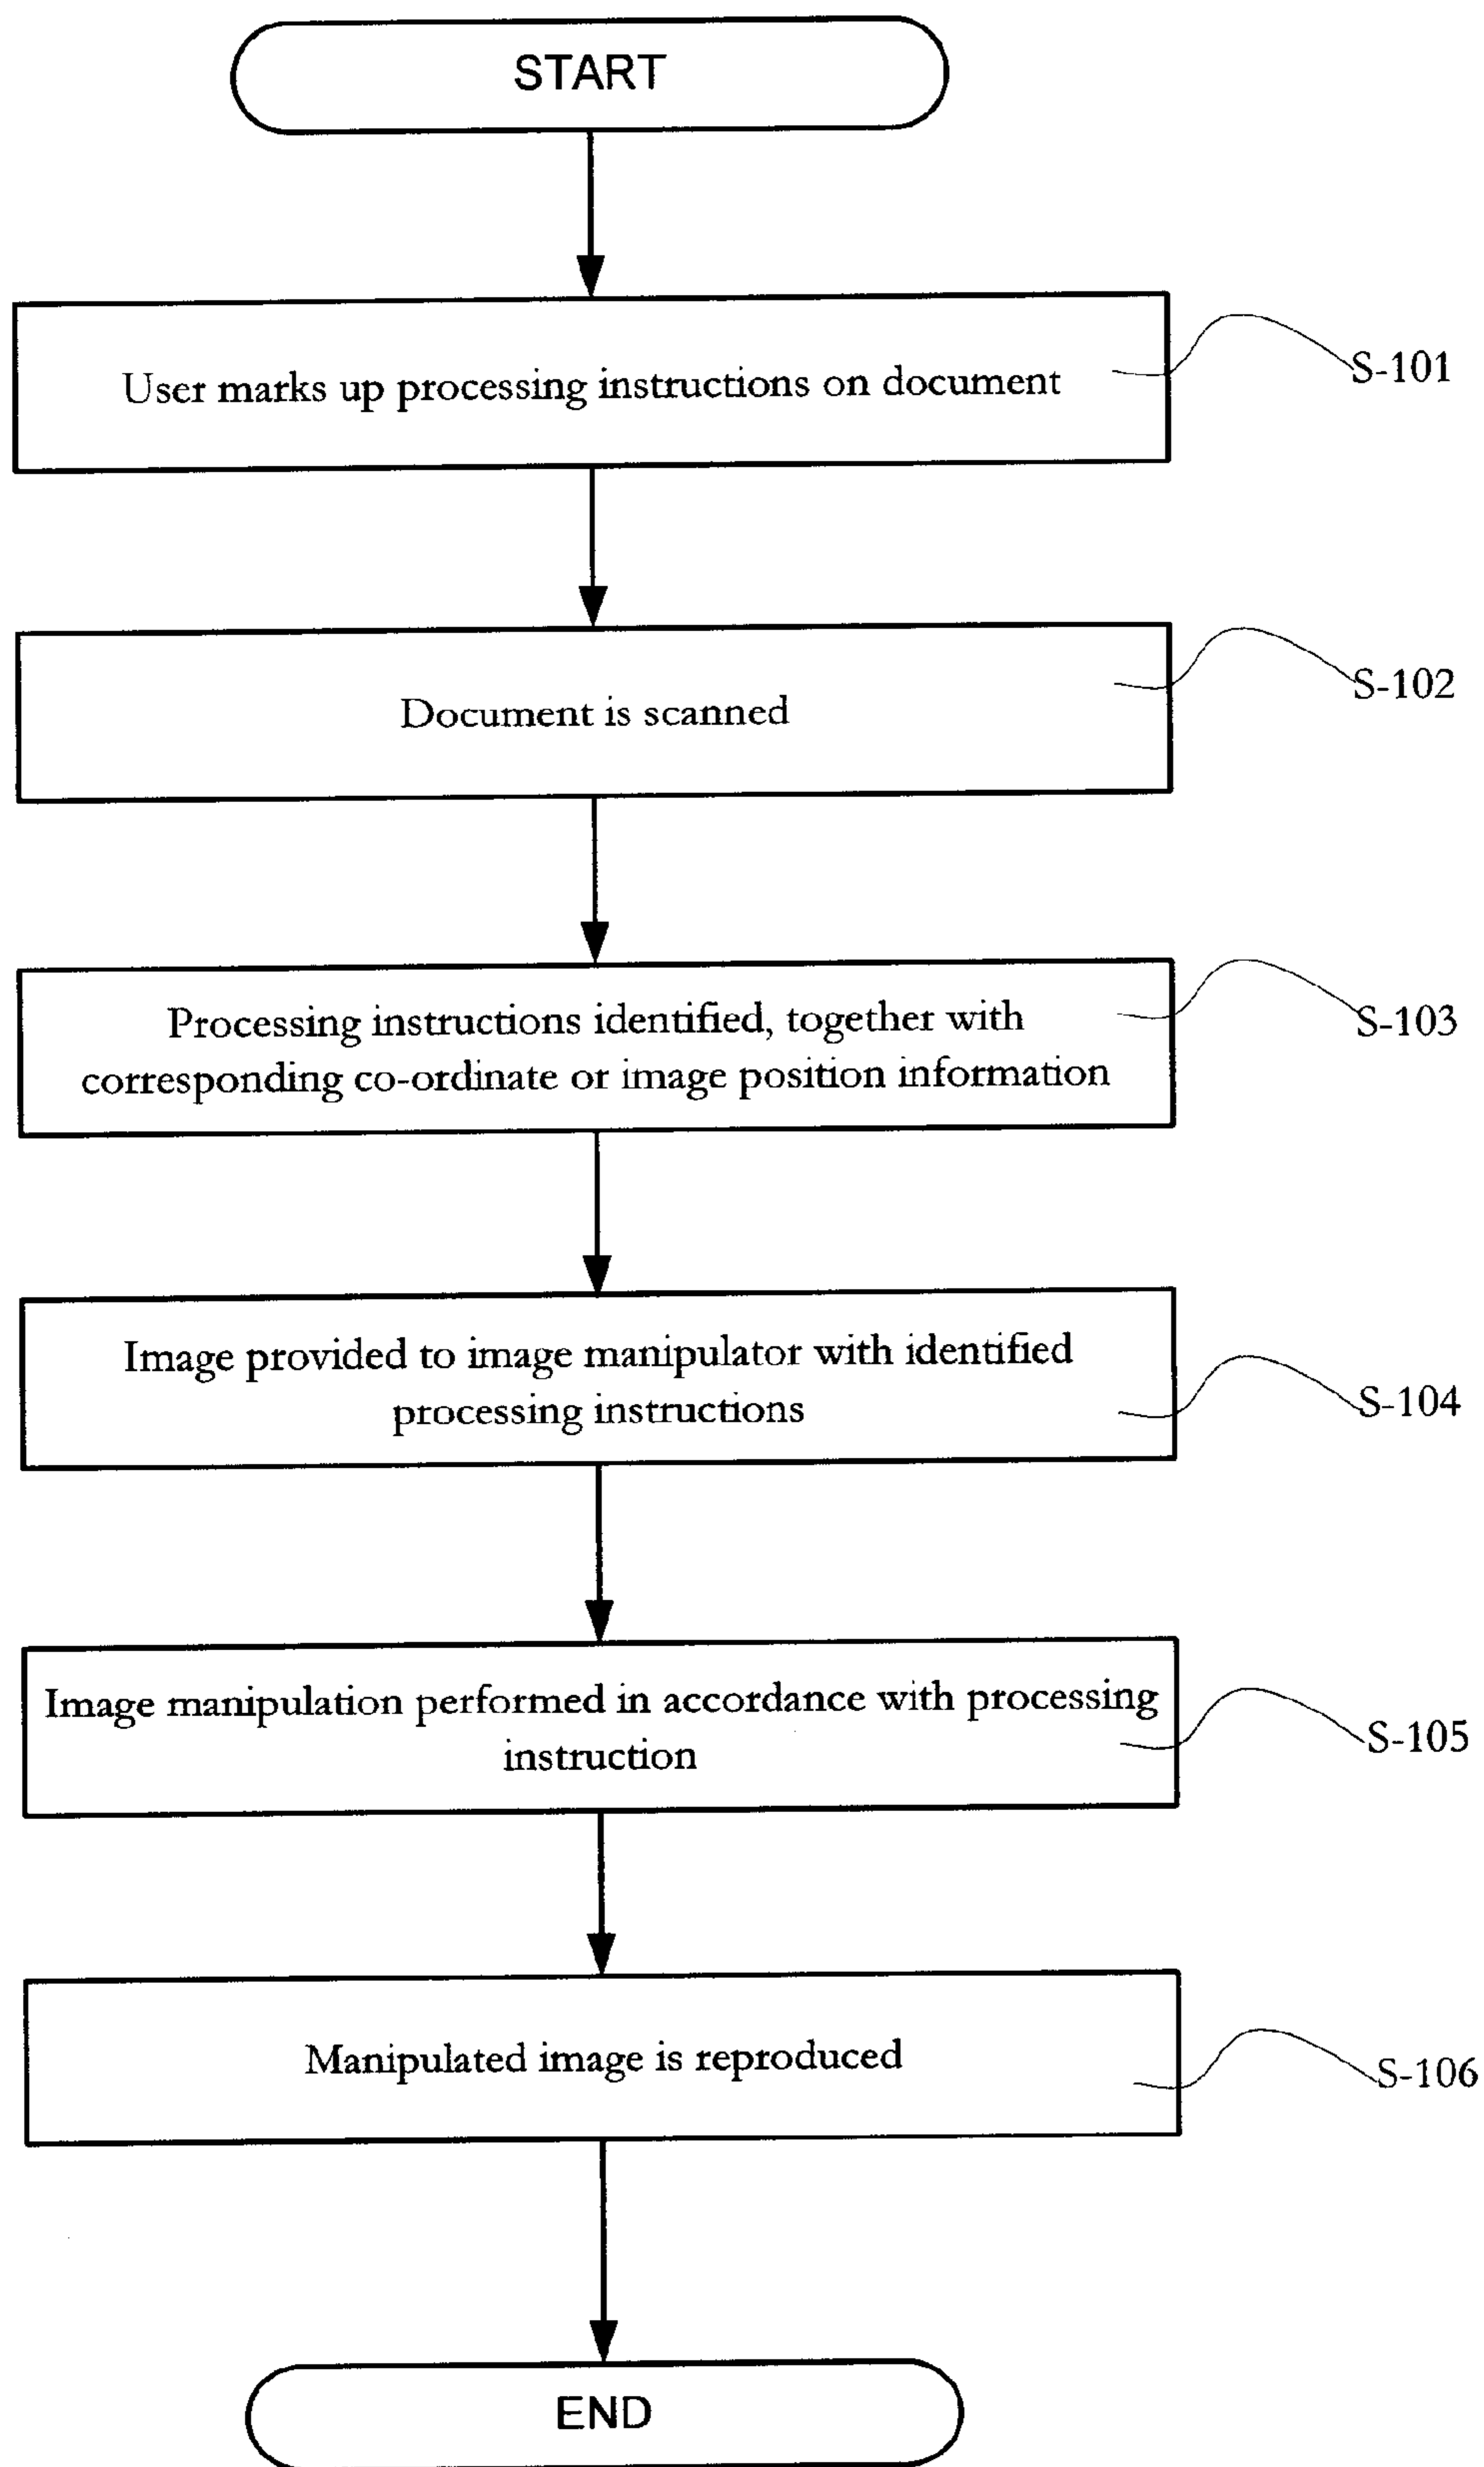 START
User marks up processing instructions on document
S-101
Document is scanned
S-102
Processing instructions identified, together with
corresponding co-ordinate or image position information
S-103
Image provided to image manipulator with identified
processing instructions
S-104
Image manipulation performed in accordance with processing
instruction
S-105
Manipulated image is reproduced
S-106
END